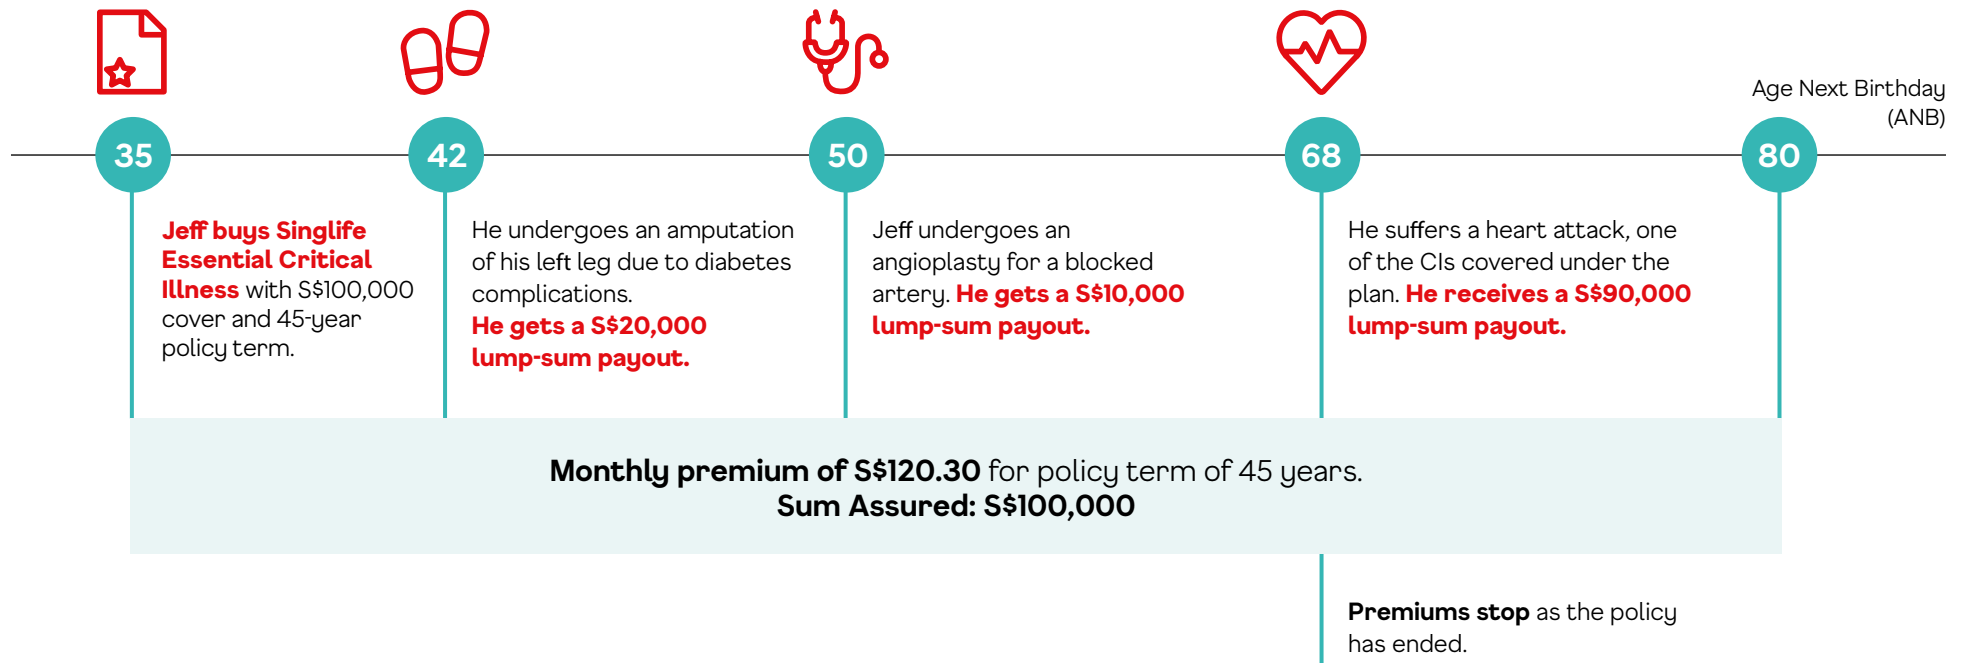 Age Next Birthday
(ANB)
35
42
50
68
80
Jeff buys Singlife
Essential Critical
Illness with S$100,000
cover and 45-year
policy term.
He undergoes an amputation
of his left leg due to diabetes
complications.
He gets a S$20,000
lump-sum payout.
Jeff undergoes an
angioplasty for a blocked
artery. He gets a S$10,000
lump-sum payout.
He suffers a heart attack, one
of the CIs covered under the
plan. He receives a S$90,000
lump-sum payout.
Monthly premium of S$120.30 for policy term of 45 years.
Sum Assured: S$100,000
Premiums stop as the policy
has ended.